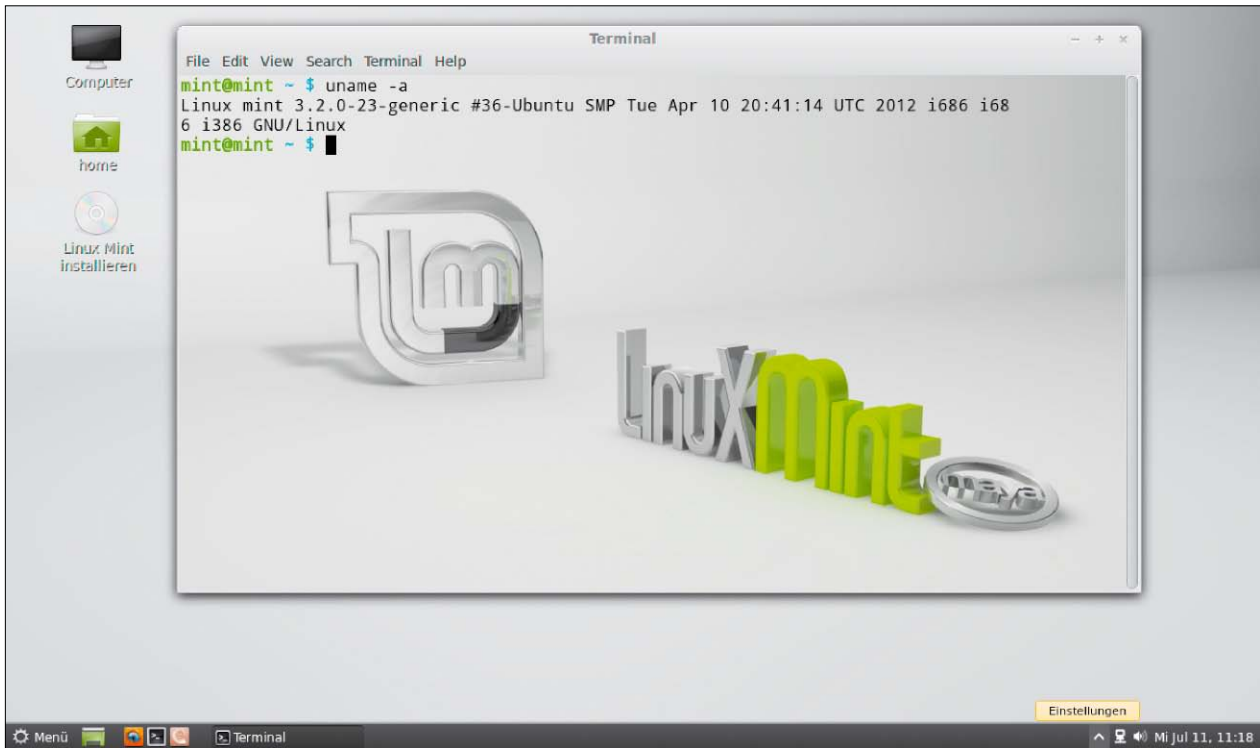 Terminal
File Edit View Search Terminal Help
mint@mint ~ $ uname -a
Linux mint 3.2.0-23-generic #36-Ubuntu SMP Tue Apr 10 20:41:14 UTC 2012 i686 i68
6 i386 GNU/Linux
mint@mint ~ $
Computer
home
Linux Mint
installieren
lm
LinuxMint
maya
Einstellungen
Menü
Terminal
Mi Jul 11, 11:18